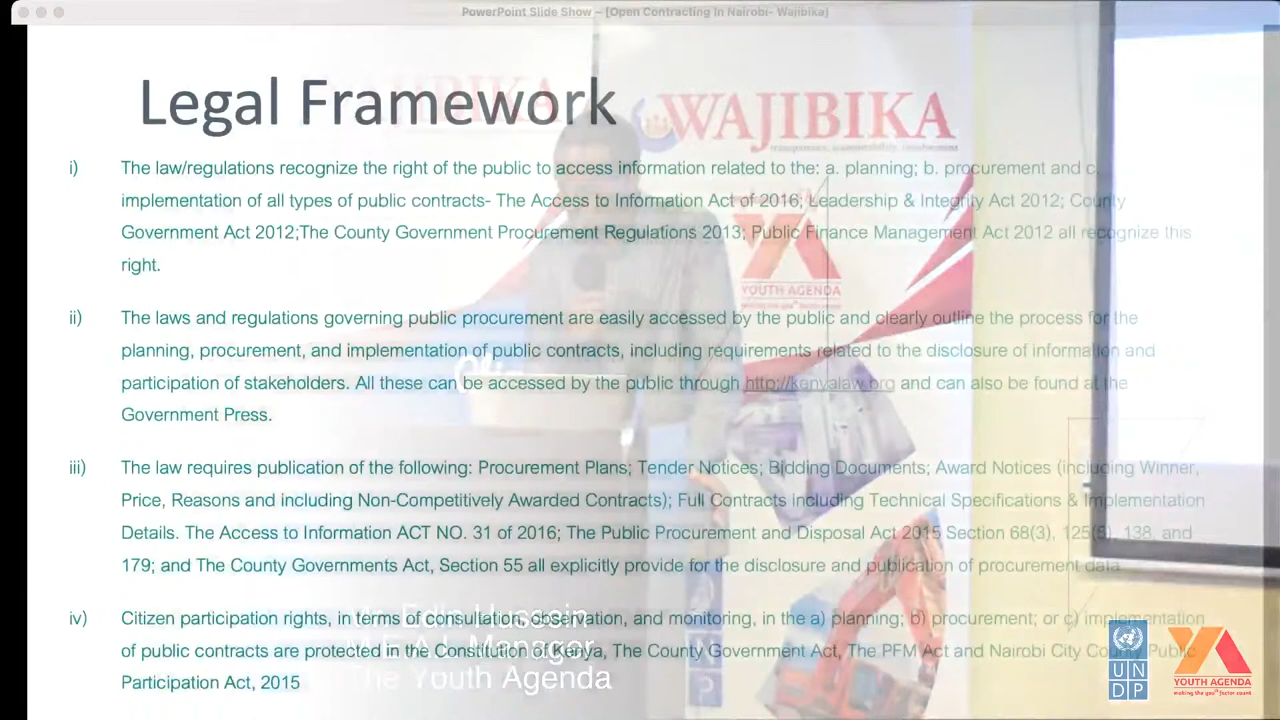 PowerPoint Slide Show – [Open Contracting in Nairobi- Wajibika]
Legal Framework
WAJIBIKA
i) The law/regulations recognize the right of the public to access information related to the: a. planning; b. procurement and c.
implementation of all types of public contracts- The Access to Information Act of 2016; Leadership & Integrity Act 2012; County
Government Act 2012;The County Government Procurement Regulations 2013; Public Finance Management Act 2012 all recognize this
right.
YOUTH AGENDA
ii) The laws and regulations governing public procurement are easily accessed by the public and clearly outline the process for the
planning, procurement, and implementation of public contracts, including requirements related to the disclosure of information and
participation of stakeholders. All these can be accessed by the public through http://kenyalaw.org and can also be found at the
Government Press.
iii) The law requires publication of the following: Procurement Plans; Tender Notices; Bidding Documents; Award Notices (including Winner,
Price, Reasons and including Non-Competitively Awarded Contracts); Full Contracts including Technical Specifications & Implementation
Details. The Access to Information ACT NO. 31 of 2016; The Public Procurement and Disposal Act 2015 Section 68(3), 125(5), 138, and
179; and The County Governments Act, Section 55 all explicitly provide for the disclosure and publication of procurement data
iv) Citizen participation rights, in terms of consultation, observation, and monitoring, in the a) planning; b) procurement; or c) implementation
of public contracts are protected in the Constitution of Kenya, The County Government Act, The PFM Act and Nairobi City County Public
Participation Act, 2015
Hussein
Manager
The Youth Agenda
UN
DP
YOUTH AGENDA
making the you[th] factor count